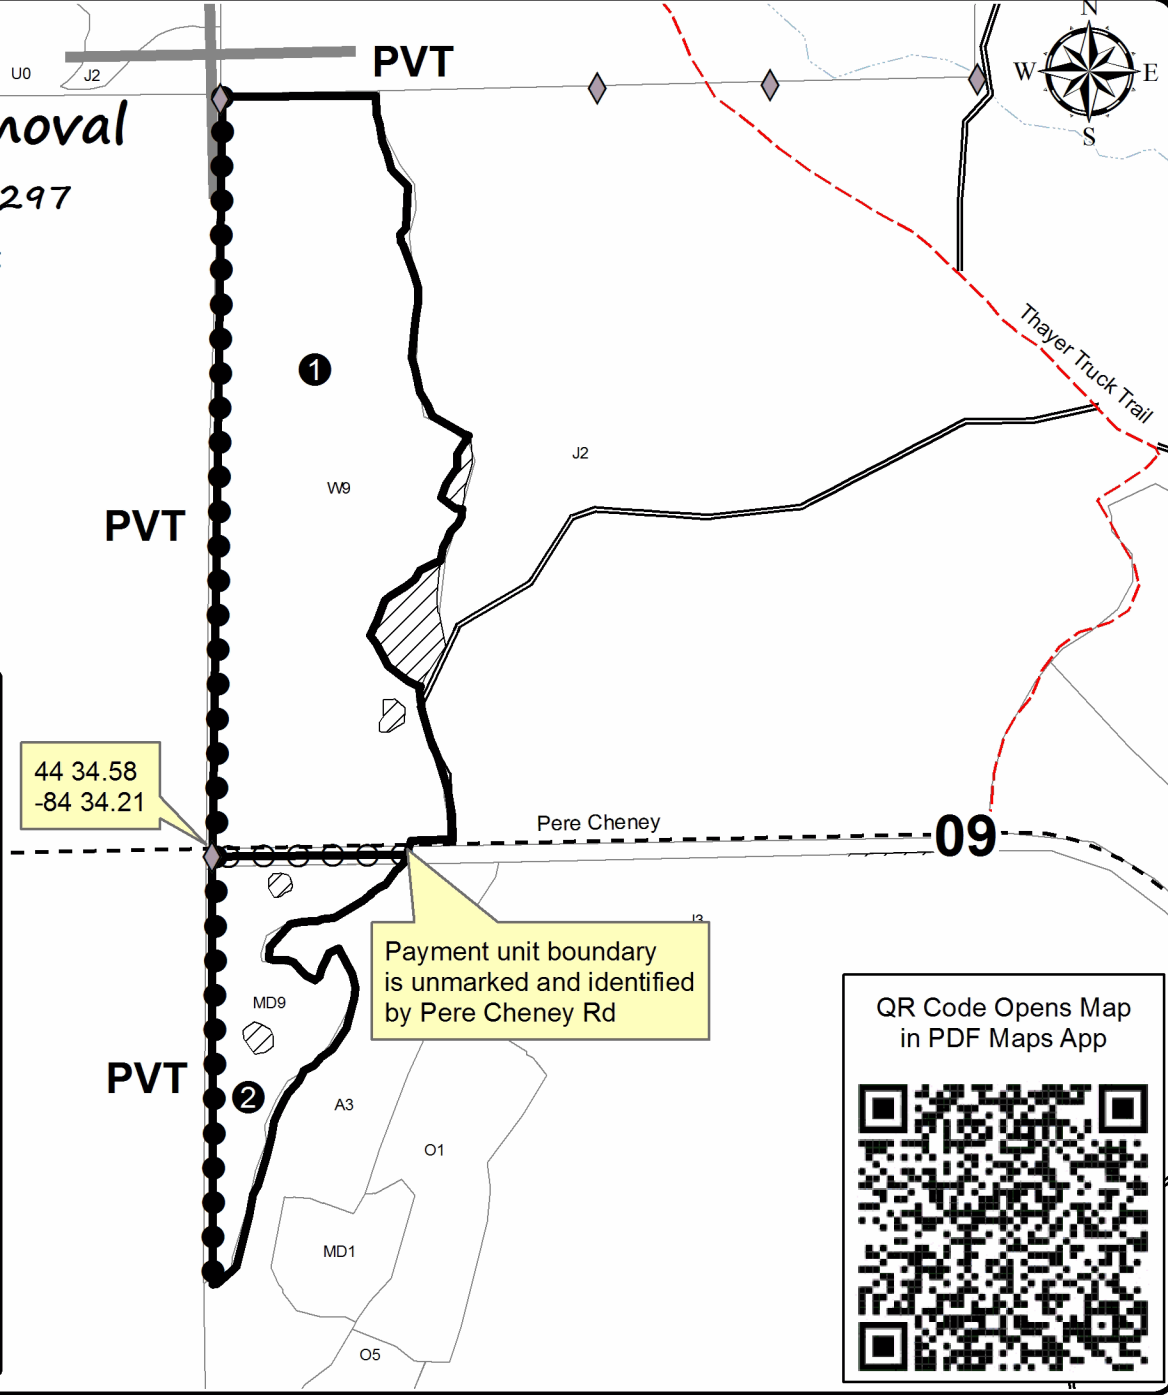 N
W E
S
PVT
U0
J2
moval
297
Thayer Truck Trail
1
J2
W9
PVT
44 34.58
-84 34.21
Pere Cheney
09
J3
Payment unit boundary
is unmarked and identified
by Pere Cheney Rd
MD9
QR Code Opens Map
in PDF Maps App
PVT
2
A3
O1
MD1
O5